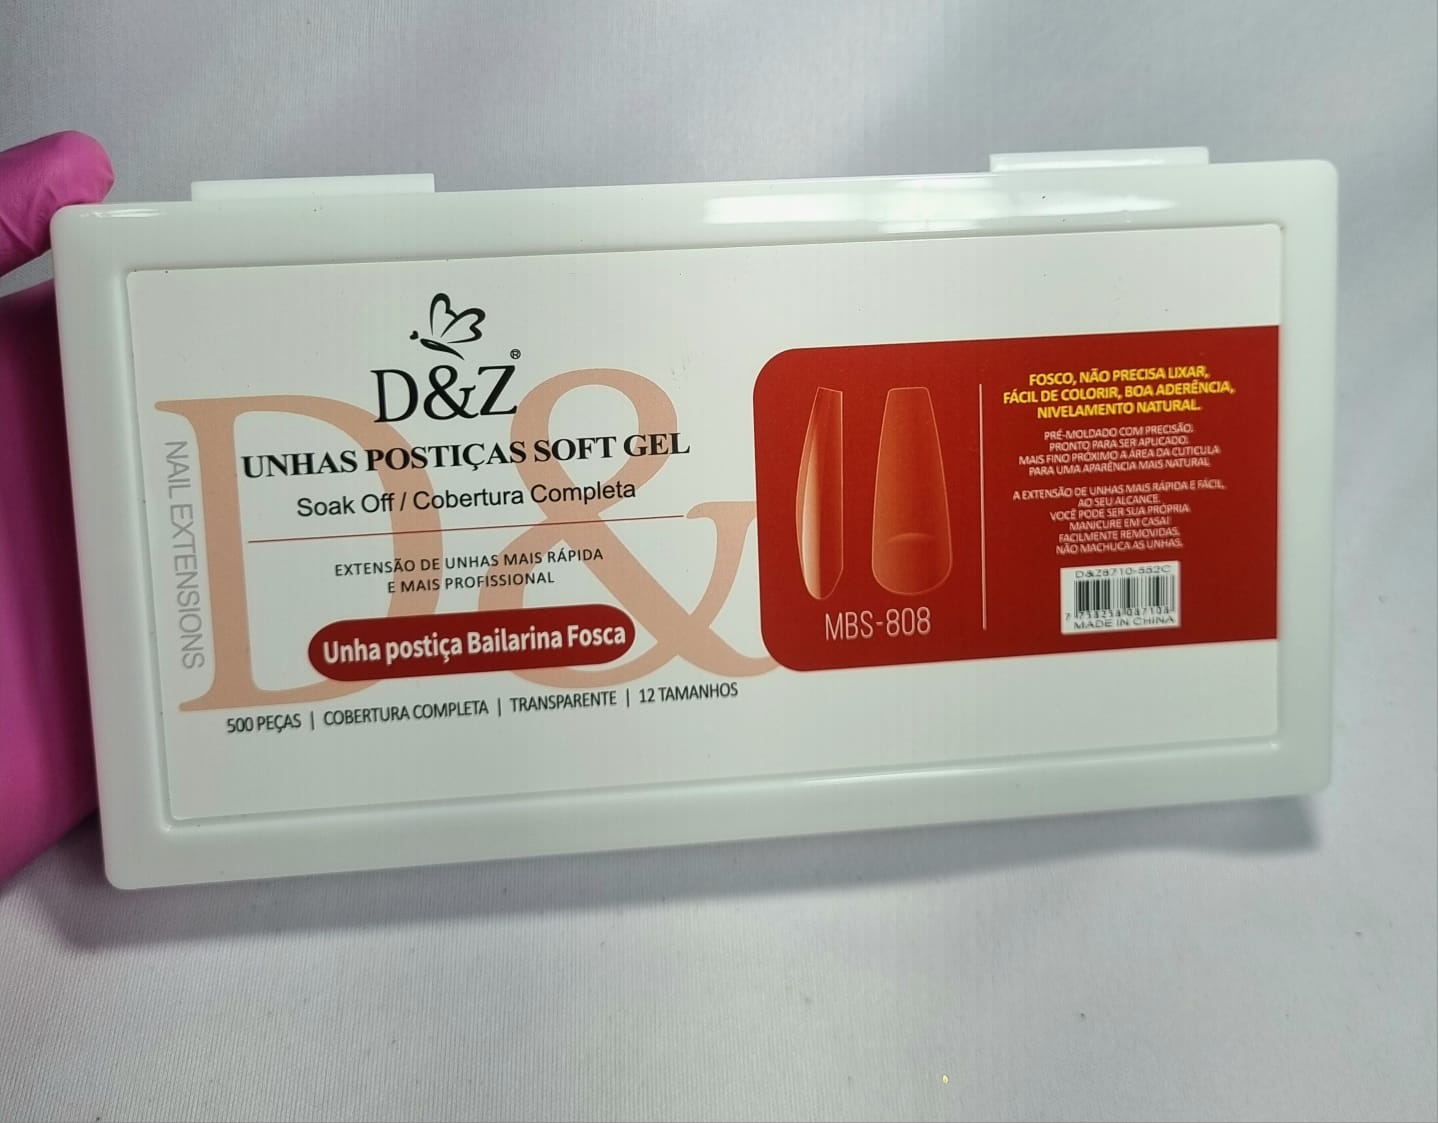 D&Z®
UNHAS POSTIÇAS SOFT GEL
Soak Off / Cobertura Completa
EXTENSÃO DE UNHAS MAIS RÁPIDA
E MAIS PROFISSIONAL
Unha postiça Bailarina Fosca
500 PEÇAS | COBERTURA COMPLETA | TRANSPARENTE | 12 TAMANHOS
NAIL EXTENSIONS
D&
MBS-808
FOSCO, NÃO PRECISA LIXAR,
FÁCIL DE COLORIR, BOA ADERÊNCIA,
NIVELAMENTO NATURAL.
PRÉ-MOLDADO COM PRECISÃO.
PRONTO PARA SER APLICADO.
MAIS FINO PRÓXIMO A ÁREA DA CUTICULA
PARA UMA APARÊNCIA MAIS NATURAL
A EXTENSÃO DE UNHAS MAIS RÁPIDA E FÁCIL,
AO SEU ALCANCE.
VOCÊ PODE SER SUA PRÓPRIA
MANICURE EM CASA!
FACILMENTE REMOVIDAS.
NÃO MACHUCA AS UNHAS.
D&Z8710-552C
MADE IN CHINA